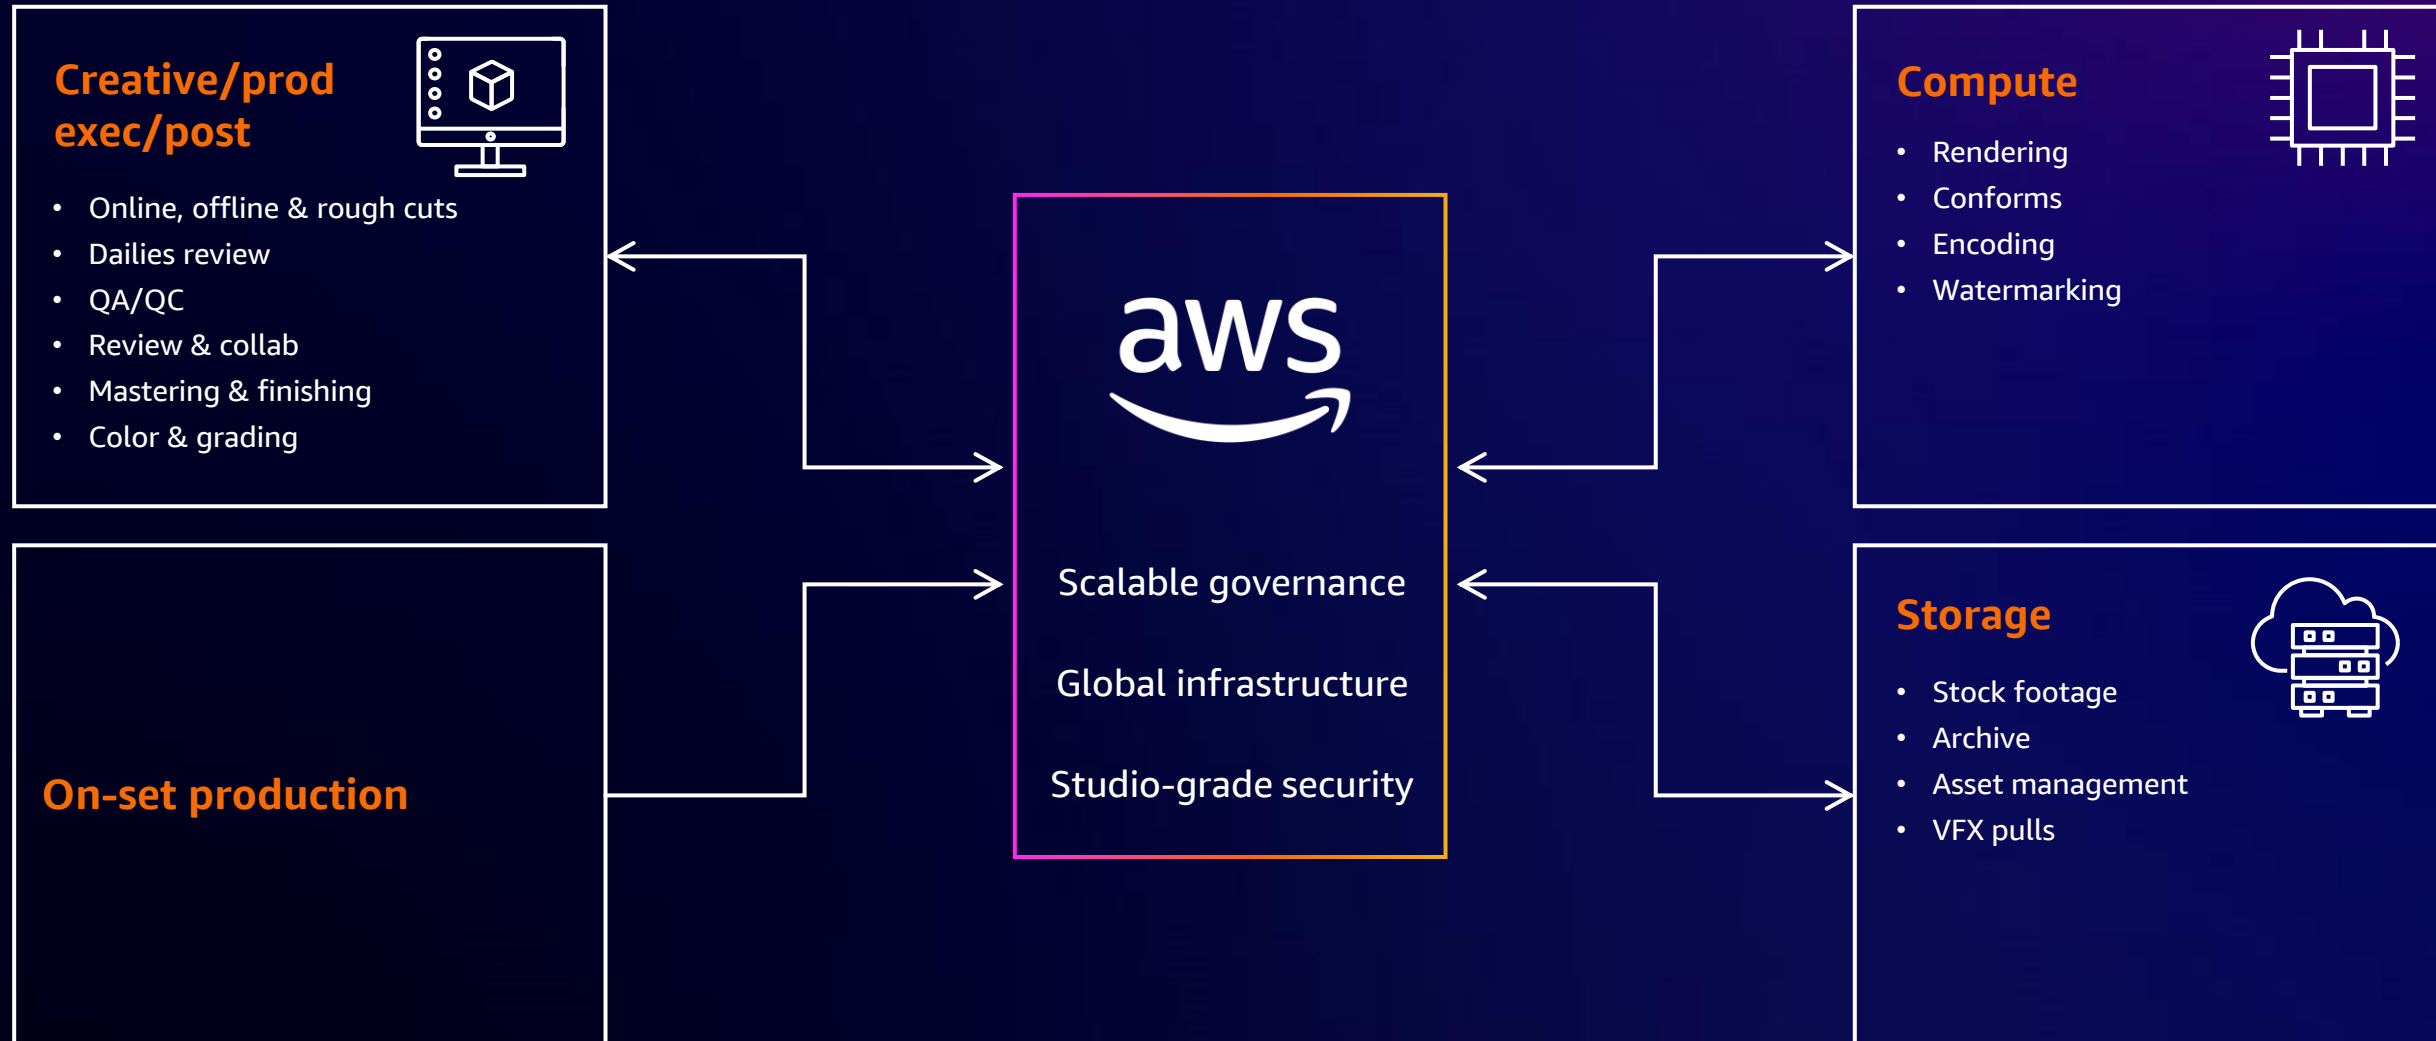 Creative/prod
exec/post
• Online, offline & rough cuts
• Dailies review
• QA/QC
• Review & collab
• Mastering & finishing
• Color & grading
On-set production
aws
Scalable governance
Global infrastructure
Studio-grade security
Compute
• Rendering
• Conforms
• Encoding
• Watermarking
Storage
• Stock footage
• Archive
• Asset management
• VFX pulls